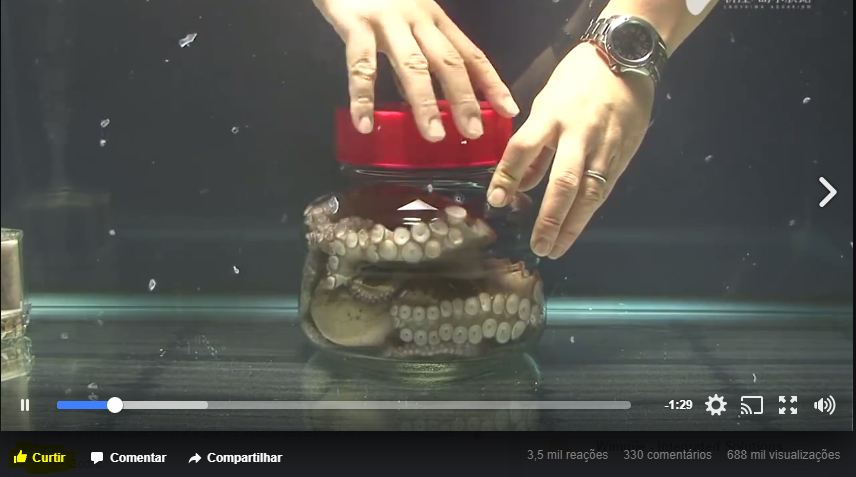 -1:29
Curtir
Comentar
Compartilhar
3,5 mil reações
330 comentários
688 mil visualizações